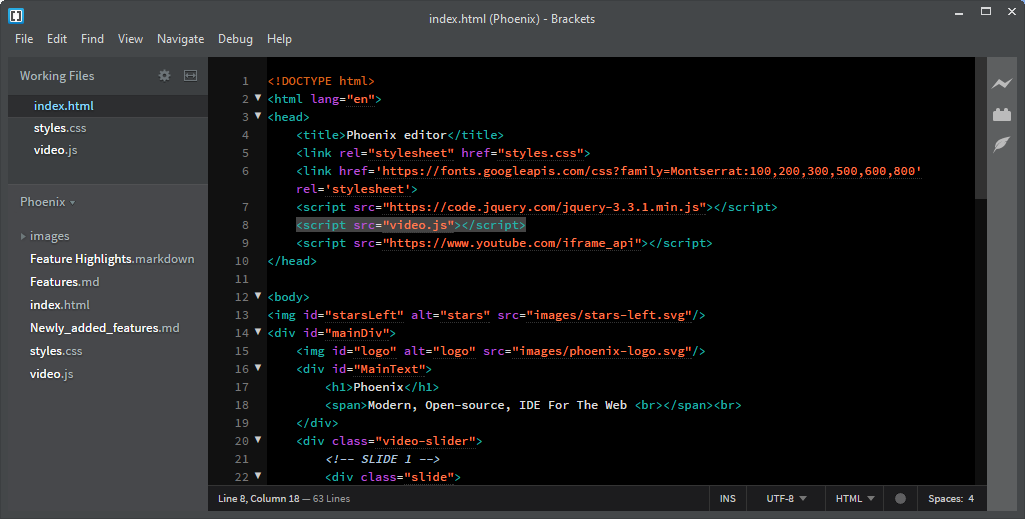 index.html (Phoenix) - Brackets
File Edit Find View Navigate Debug Help
Working Files
index.html
styles.css
video.js
Phoenix
images
Feature Highlights.markdown
Features.md
index.html
Newly_added_features.md
styles.css
video.js
1 <!DOCTYPE html>
2 <html lang="en">
3 <head>
4 <title>Phoenix editor</title>
5 <link rel="stylesheet" href="styles.css">
6 <link href='https://fonts.googleapis.com/css?family=Montserrat:100,200,300,500,600,800'
rel='stylesheet'>
7 <script src="https://code.jquery.com/jquery-3.3.1.min.js"></script>
8 <script src="video.js"></script>
9 <script src="https://www.youtube.com/iframe_api"></script>
10 </head>
11
12 <body>
13 <img id="starsLeft" alt="stars" src="images/stars-left.svg"/>
14 <div id="mainDiv">
15 <img id="logo" alt="logo" src="images/phoenix-logo.svg"/>
16 <div id="MainText">
17 <h1>Phoenix</h1>
18 <span>Modern, Open-source, IDE For The Web <br></span><br>
19 </div>
20 <div class="video-slider">
21 <!-- SLIDE 1 -->
22 <div class="slide">
Line 8, Column 18 — 63 Lines
INS UTF-8 HTML Spaces: 4